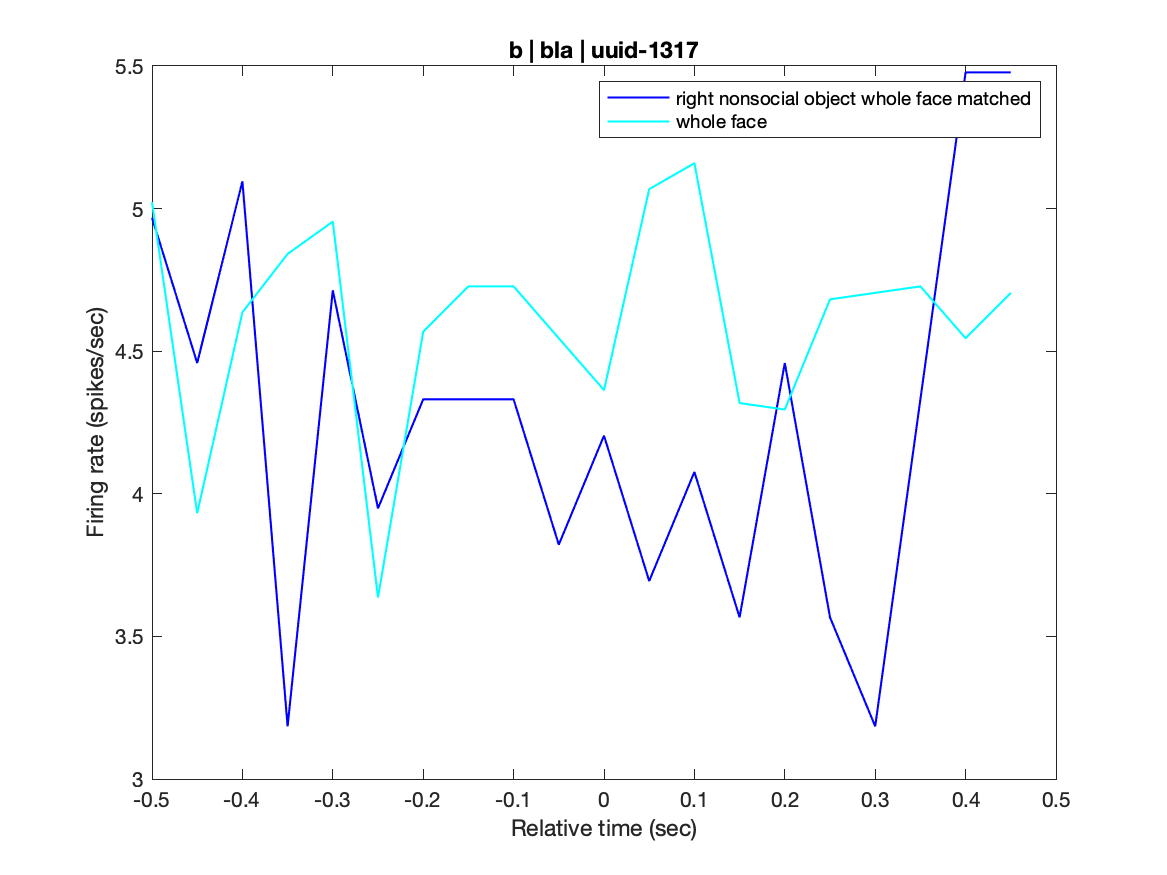 b | bla | uuid-1317
right nonsocial object whole face matched
whole face
5.5
5
4.5
4
3.5
3
Firing rate (spikes/sec)
-0.5 -0.4 -0.3 -0.2 -0.1 0 0.1 0.2 0.3 0.4 0.5
Relative time (sec)